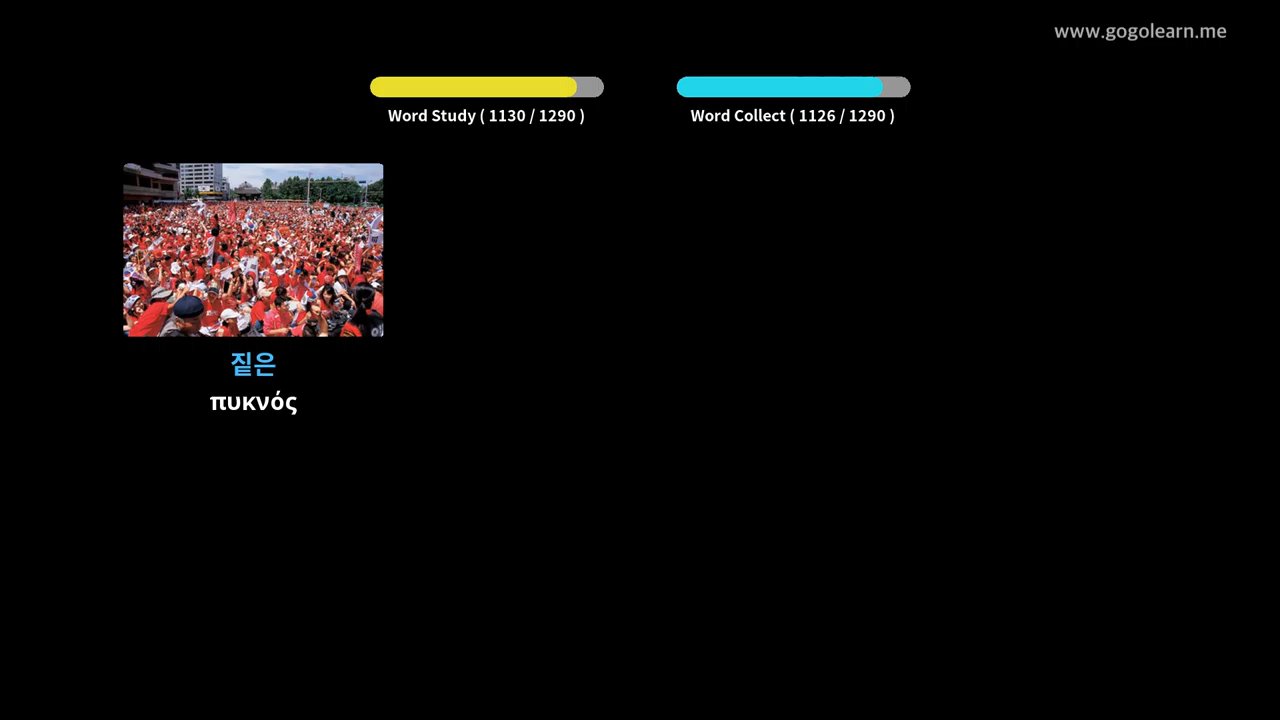 www.gogolearn.me
Word Study ( 1130 / 1290 )
Word Collect ( 1126 / 1290 )
짙은
πυκνός